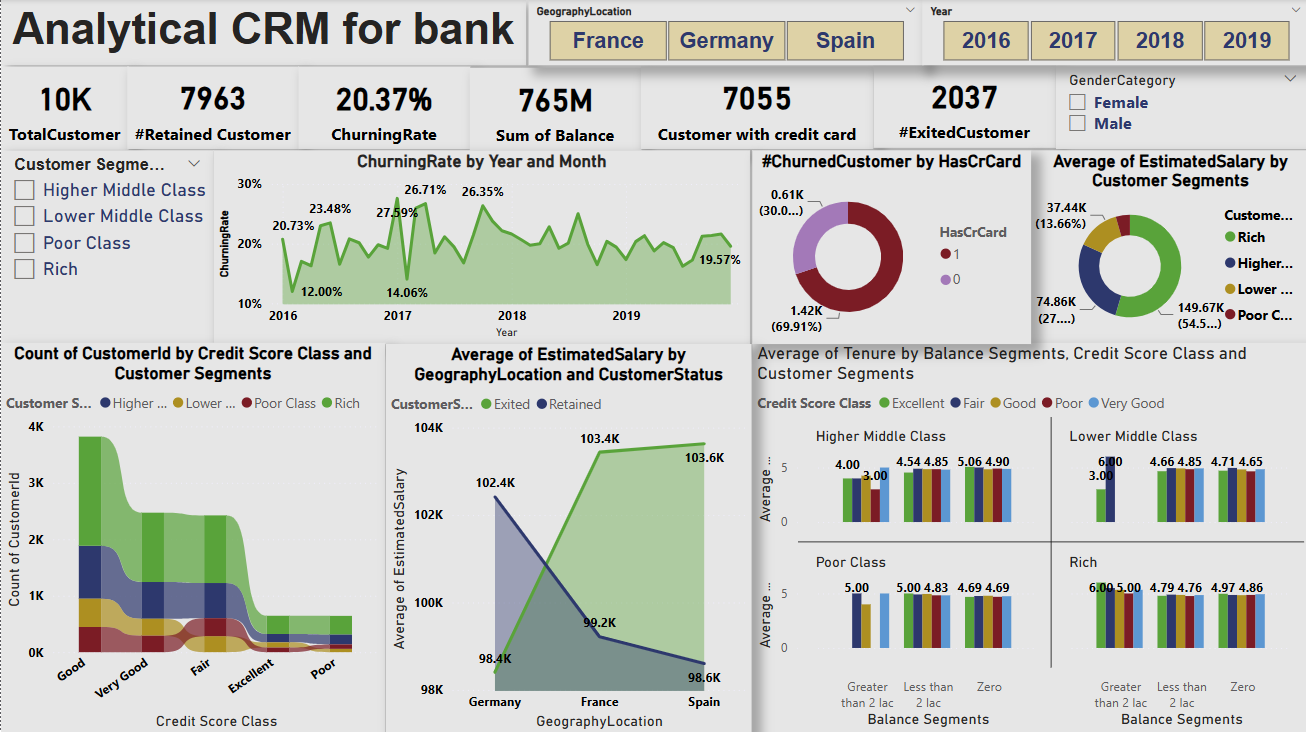 Analytical CRM for bank
GeographyLocation
France
Germany
Spain
Year
2016
2017
2018
2019
10K
TotalCustomer
7963
#Retained Customer
20.37%
ChurningRate
765M
Sum of Balance
7055
Customer with credit card
2037
#ExitedCustomer
GenderCategory
Female
Male
Customer Segme...
Higher Middle Class
Lower Middle Class
Poor Class
Rich
ChurningRate by Year and Month
ChurningRate
30%
20%
10%
20.73%
12.00%
23.48%
27.59%
14.06%
26.71%
26.35%
19.57%
2016
2017
2018
2019
Year
#ChurnedCustomer by HasCrCard
0.61K
(30.0...)
1.42K
(69.91%)
HasCrCard
1
0
Average of EstimatedSalary by
Customer Segments
37.44K
(13.66%)
74.86K
(27....)
149.67K
(54.5...)
Custome...
Rich
Higher...
Lower ...
Poor C...
Count of CustomerId by Credit Score Class and
Customer Segments
Customer S...
Higher ...
Lower ...
Poor Class
Rich
Count of CustomerId
4K
3K
2K
1K
0K
Good
Very Good
Fair
Excellent
Poor
Credit Score Class
Average of EstimatedSalary by
GeographyLocation and CustomerStatus
CustomerS...
Exited
Retained
Average of EstimatedSalary
104K
102K
100K
98K
102.4K
98.4K
103.4K
99.2K
103.6K
98.6K
Germany
France
Spain
GeographyLocation
Average of Tenure by Balance Segments, Credit Score Class and
Customer Segments
Credit Score Class
Excellent
Fair
Good
Poor
Very Good
Higher Middle Class
Average ...
5
0
4.00
3.00
4.54
4.85
5.06
4.90
Lower Middle Class
3.00
6.00
4.66
4.85
4.71
4.65
Poor Class
Average ...
5
0
5.00
5.00
4.83
4.69
4.69
Rich
6.00
5.00
4.79
4.76
4.97
4.86
Greater
than 2 lac
Less than
2 lac
Zero
Balance Segments
Greater
than 2 lac
Less than
2 lac
Zero
Balance Segments